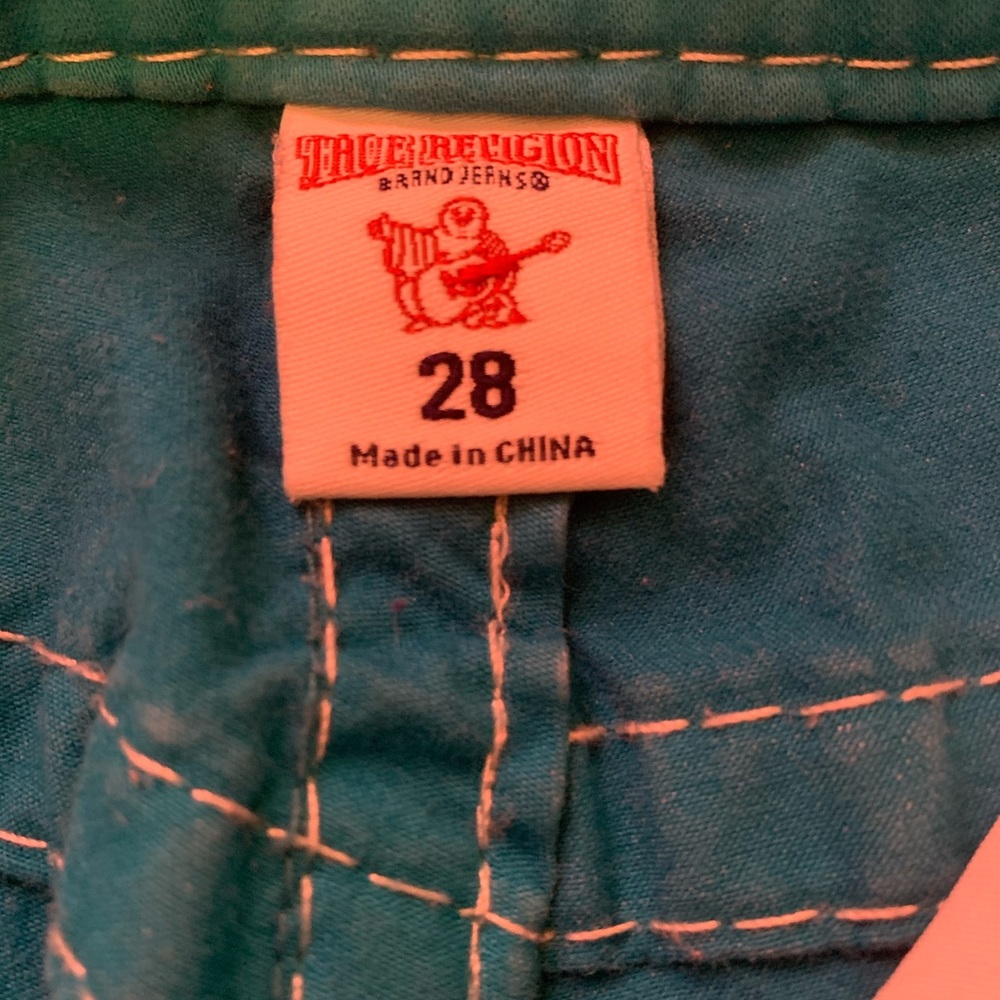 TRUE RELIGION
BRAND JEANS®
28
Made in CHINA